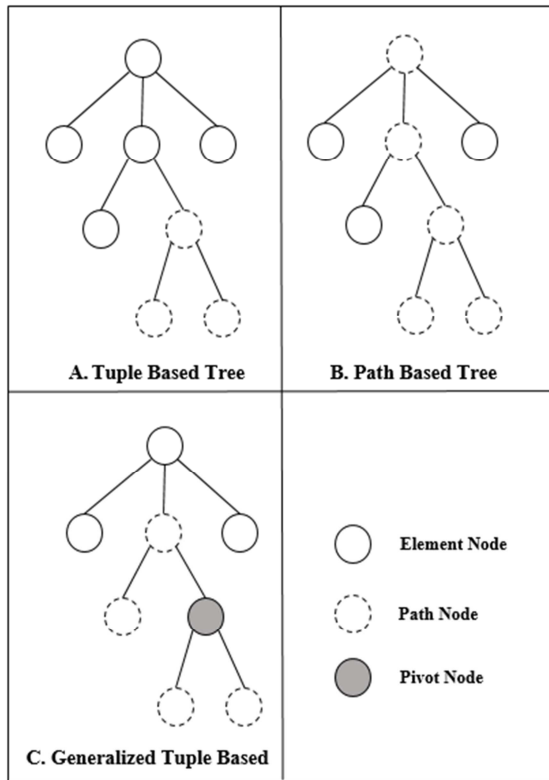 A. Tuple Based Tree
B. Path Based Tree
Element Node
Path Node
Pivot Node
C. Generalized Tuple Based